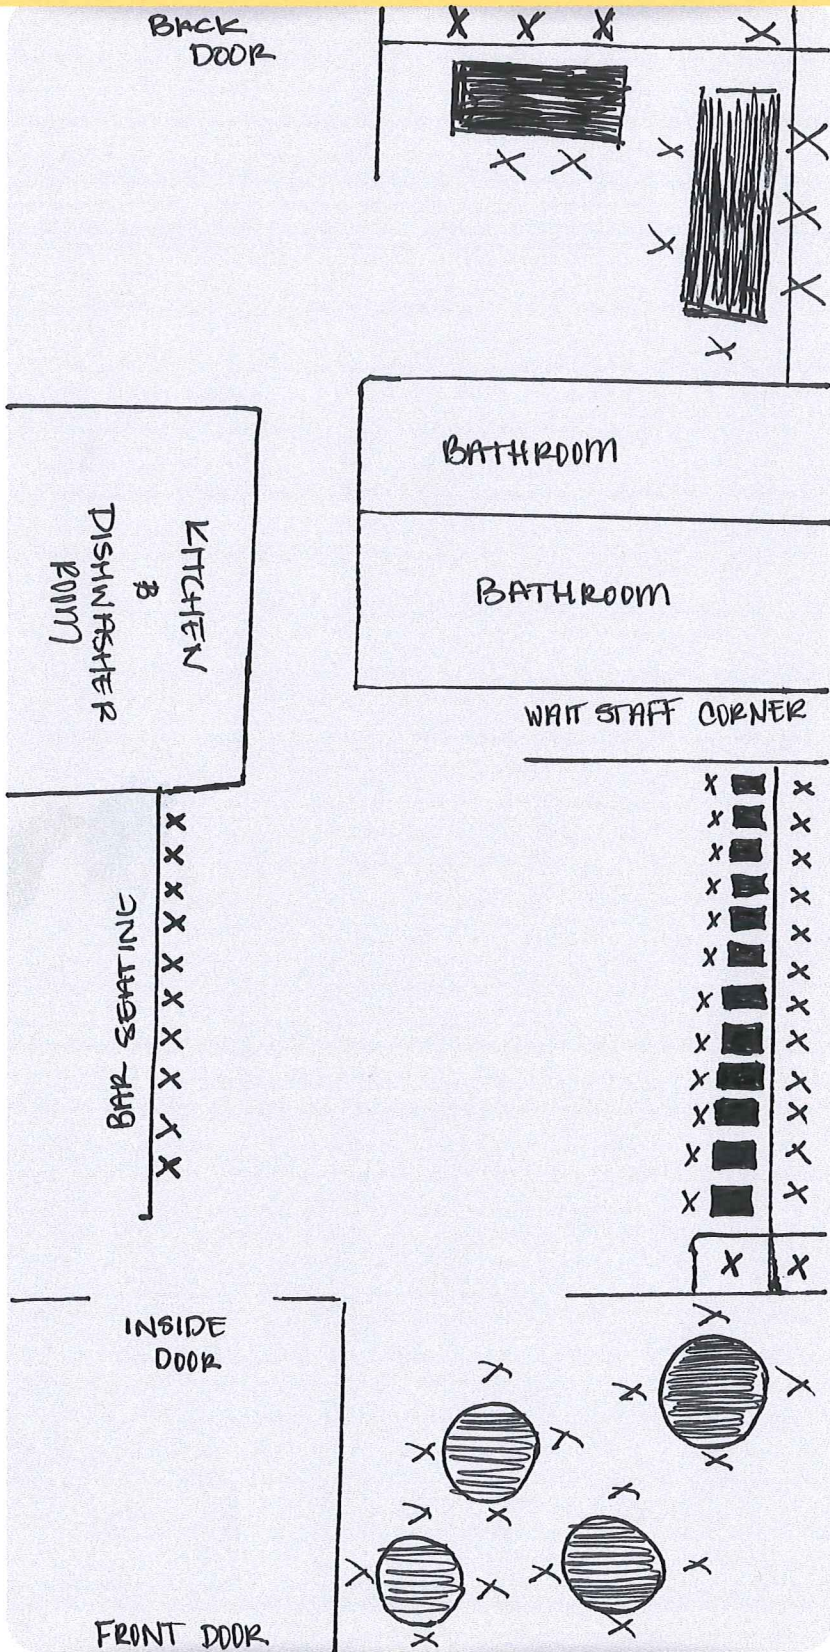 BACK
DOOR
BATHROOM
BATHROOM
KITCHEN
&
DISHWASHER
ROOM
WAIT STAFF CORNER
BAR SEATING
INSIDE
DOOR
FRONT DOOR